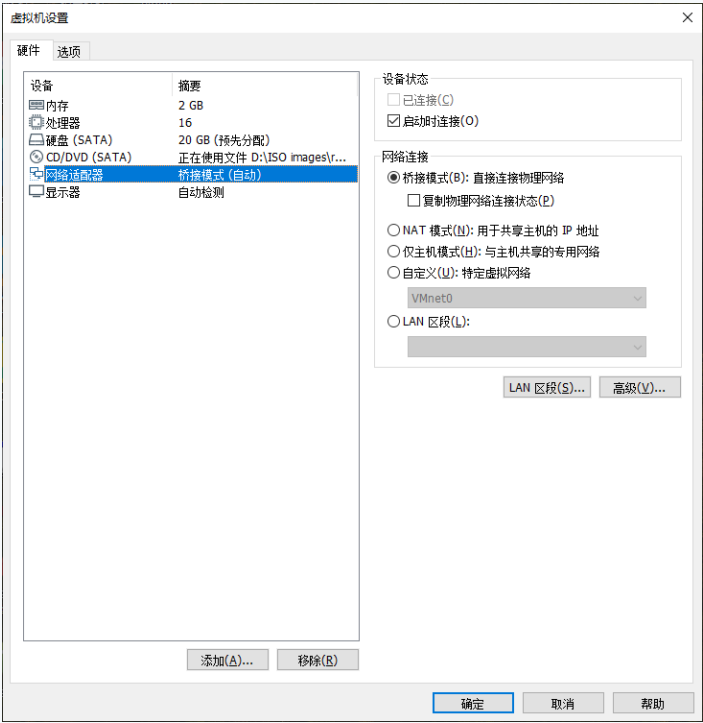 虚拟机设置
硬件 选项
设备 摘要
内存 2 GB
处理器 16
硬盘 (SATA) 20 GB (预先分配)
CD/DVD (SATA) 正在使用文件 D:\ISO images\r...
网络适配器 桥接模式 (自动)
显示器 自动检测
添加(A)... 移除(R)
设备状态
已连接(C)
启动时连接(O)
网络连接
桥接模式(B): 直接连接物理网络
复制物理网络连接状态(P)
NAT 模式(N): 用于共享主机的 IP 地址
仅主机模式(H): 与主机共享的专用网络
自定义(U): 特定虚拟网络
VMnet0
LAN 区段(L):
LAN 区段(S)... 高级(V)...
确定 取消 帮助